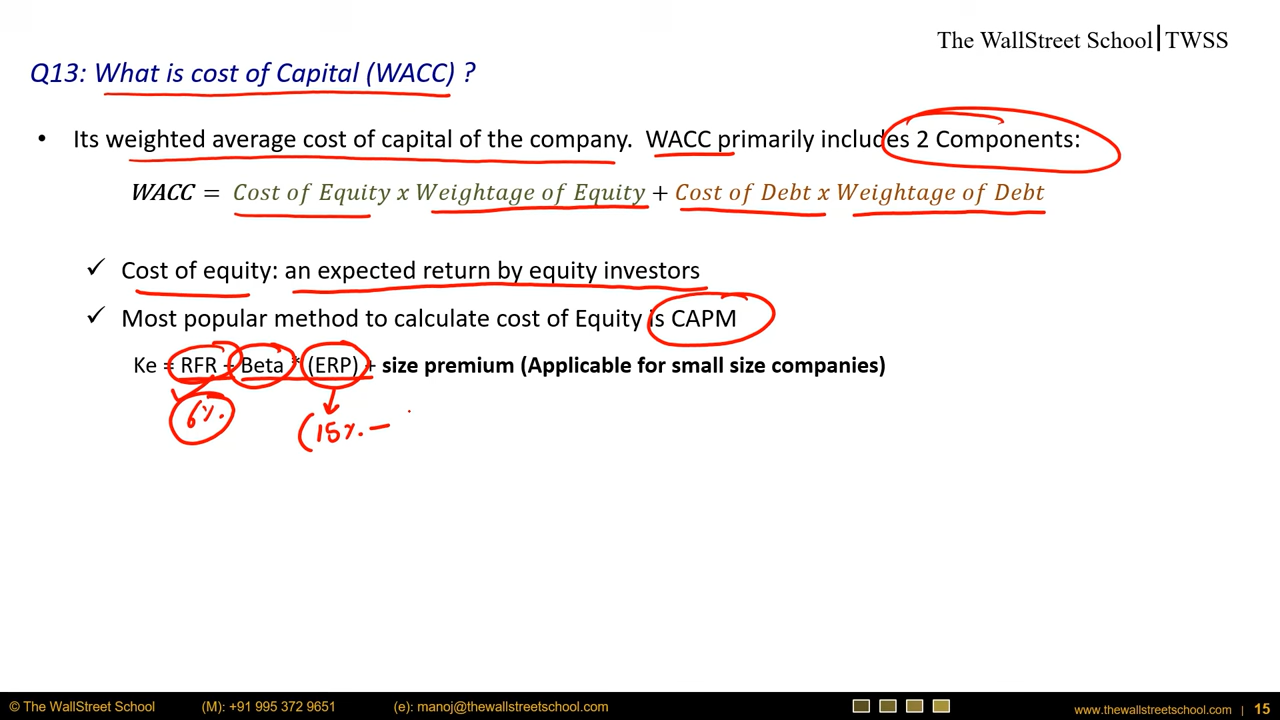 The WallStreet School|TWSS
Q13: What is cost of Capital (WACC) ?
• Its weighted average cost of capital of the company. WACC primarily includes 2 Components:
WACC = Cost of Equity x Weightage of Equity + Cost of Debt x Weightage of Debt
✓ Cost of equity: an expected return by equity investors
✓ Most popular method to calculate cost of Equity is CAPM
Ke = RFR + Beta * (ERP) + size premium (Applicable for small size companies)
6%. (15%. –
© The WallStreet School (M): +91 995 372 9651 (e): manoj@thewallstreetschool.com www.thewallstreetschool.com | 15